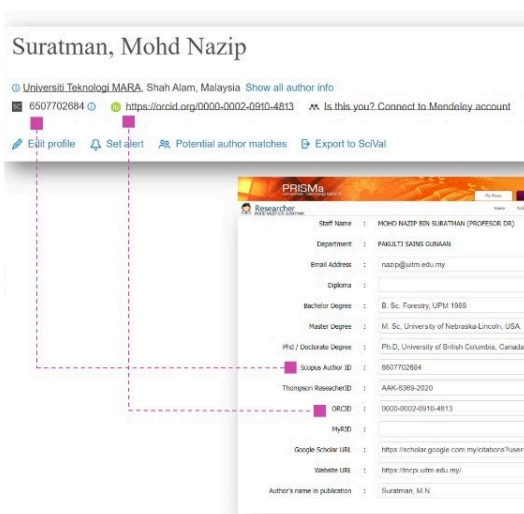 Suratman, Mohd Nazip
Universiti Teknologi MARA, Shah Alam, Malaysia Show all author info
SC 6507702684 iD https://orcid.org/0000-0002-0910-4813 Is this you? Connect to Mendeley account
Edit profile Set alert Potential author matches Export to SciVal
PRISMa
Researcher
Staff Name : MOHD NAZIP BIN SURATMAN (PROFESOR DR)
Department : FAKULTI SAINS GUNAAN
Email Address : nazip@uitm.edu.my
Diploma :
Bachelor Degree : B. Sc. Forestry, UPM 1988
Master Degree : M. Sc, University of Nebraska-Lincoln, USA,
Phd / Doctorate Degree : Ph.D, University of British Columbia, Canada
Scopus Author ID : 6507702684
Thompson ReseacherID : AAK-6369-2020
ORCID : 0000-0002-0910-4813
MyRID :
Google Scholar URL : https://scholar.google.com.my/citations?user=
Website URL : https://tncpi.uitm.edu.my/
Author's name in publication : Suratman, M.N.